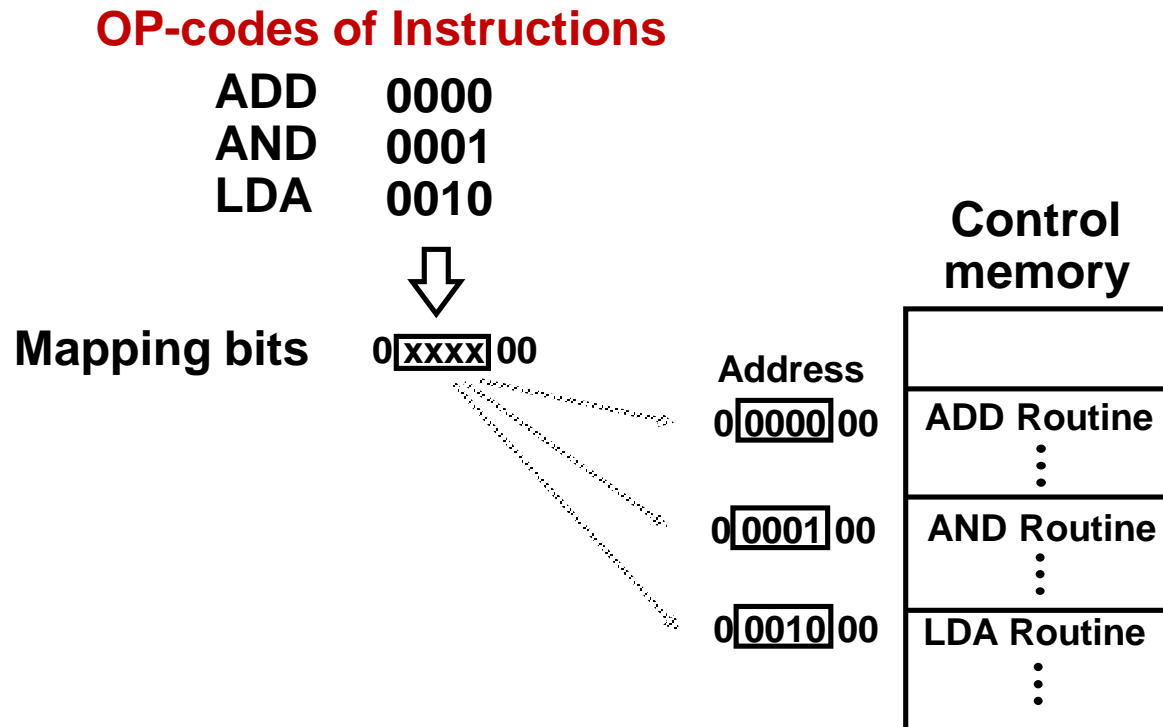 OP-codes of Instructions
ADD 0000
AND 0001
LDA 0010
Control
memory
Mapping bits 0 xxxx 00
Address
0 0000 00 ADD Routine
0 0001 00 AND Routine
0 0010 00 LDA Routine